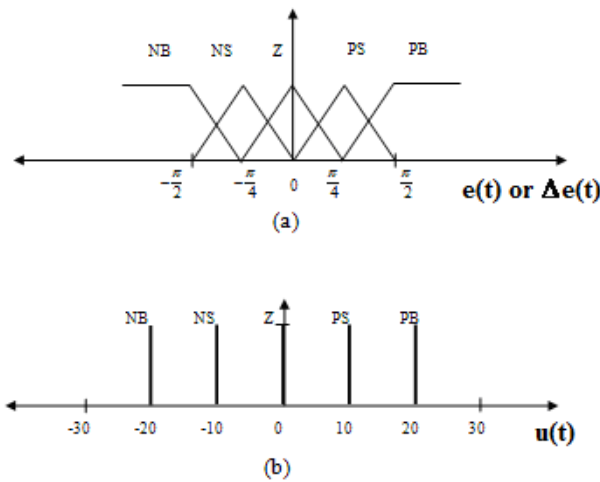 NB NS Z PS PB
-π/2 -π/4 0 π/4 π/2
e(t) or Δe(t)
(a)
NB NS Z PS PB
-30 -20 -10 0 10 20 30
u(t)
(b)